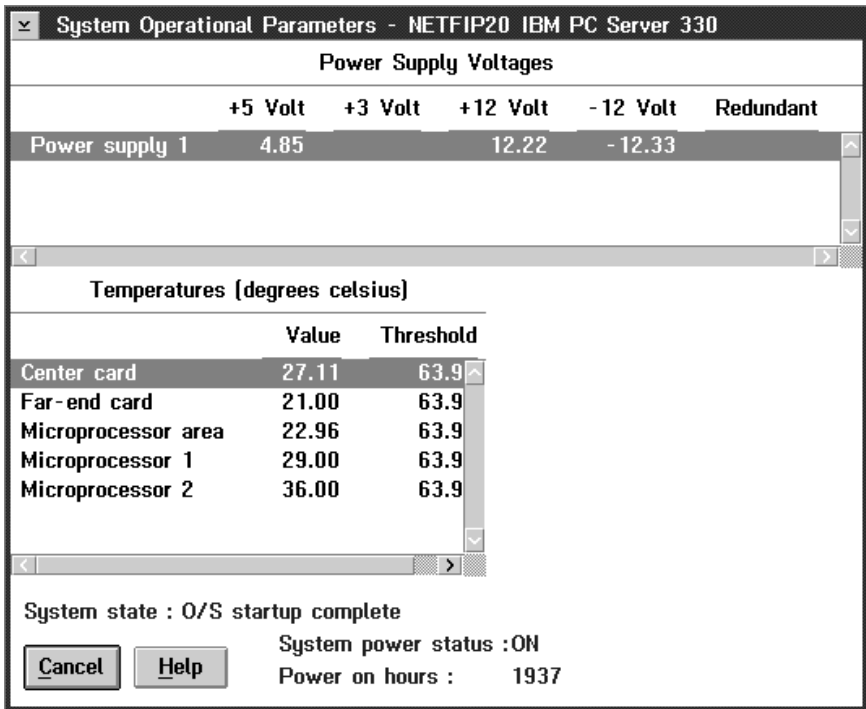 System Operational Parameters - NETFIP20 IBM PC Server 330
Power Supply Voltages
+5 Volt +3 Volt +12 Volt -12 Volt Redundant
Power supply 1 4.85 12.22 -12.33
Temperatures (degrees celsius)
Value Threshold
Center card 27.11 63.9
Far-end card 21.00 63.9
Microprocessor area 22.96 63.9
Microprocessor 1 29.00 63.9
Microprocessor 2 36.00 63.9
System state : O/S startup complete
System power status :ON
Cancel Help
Power on hours : 1937